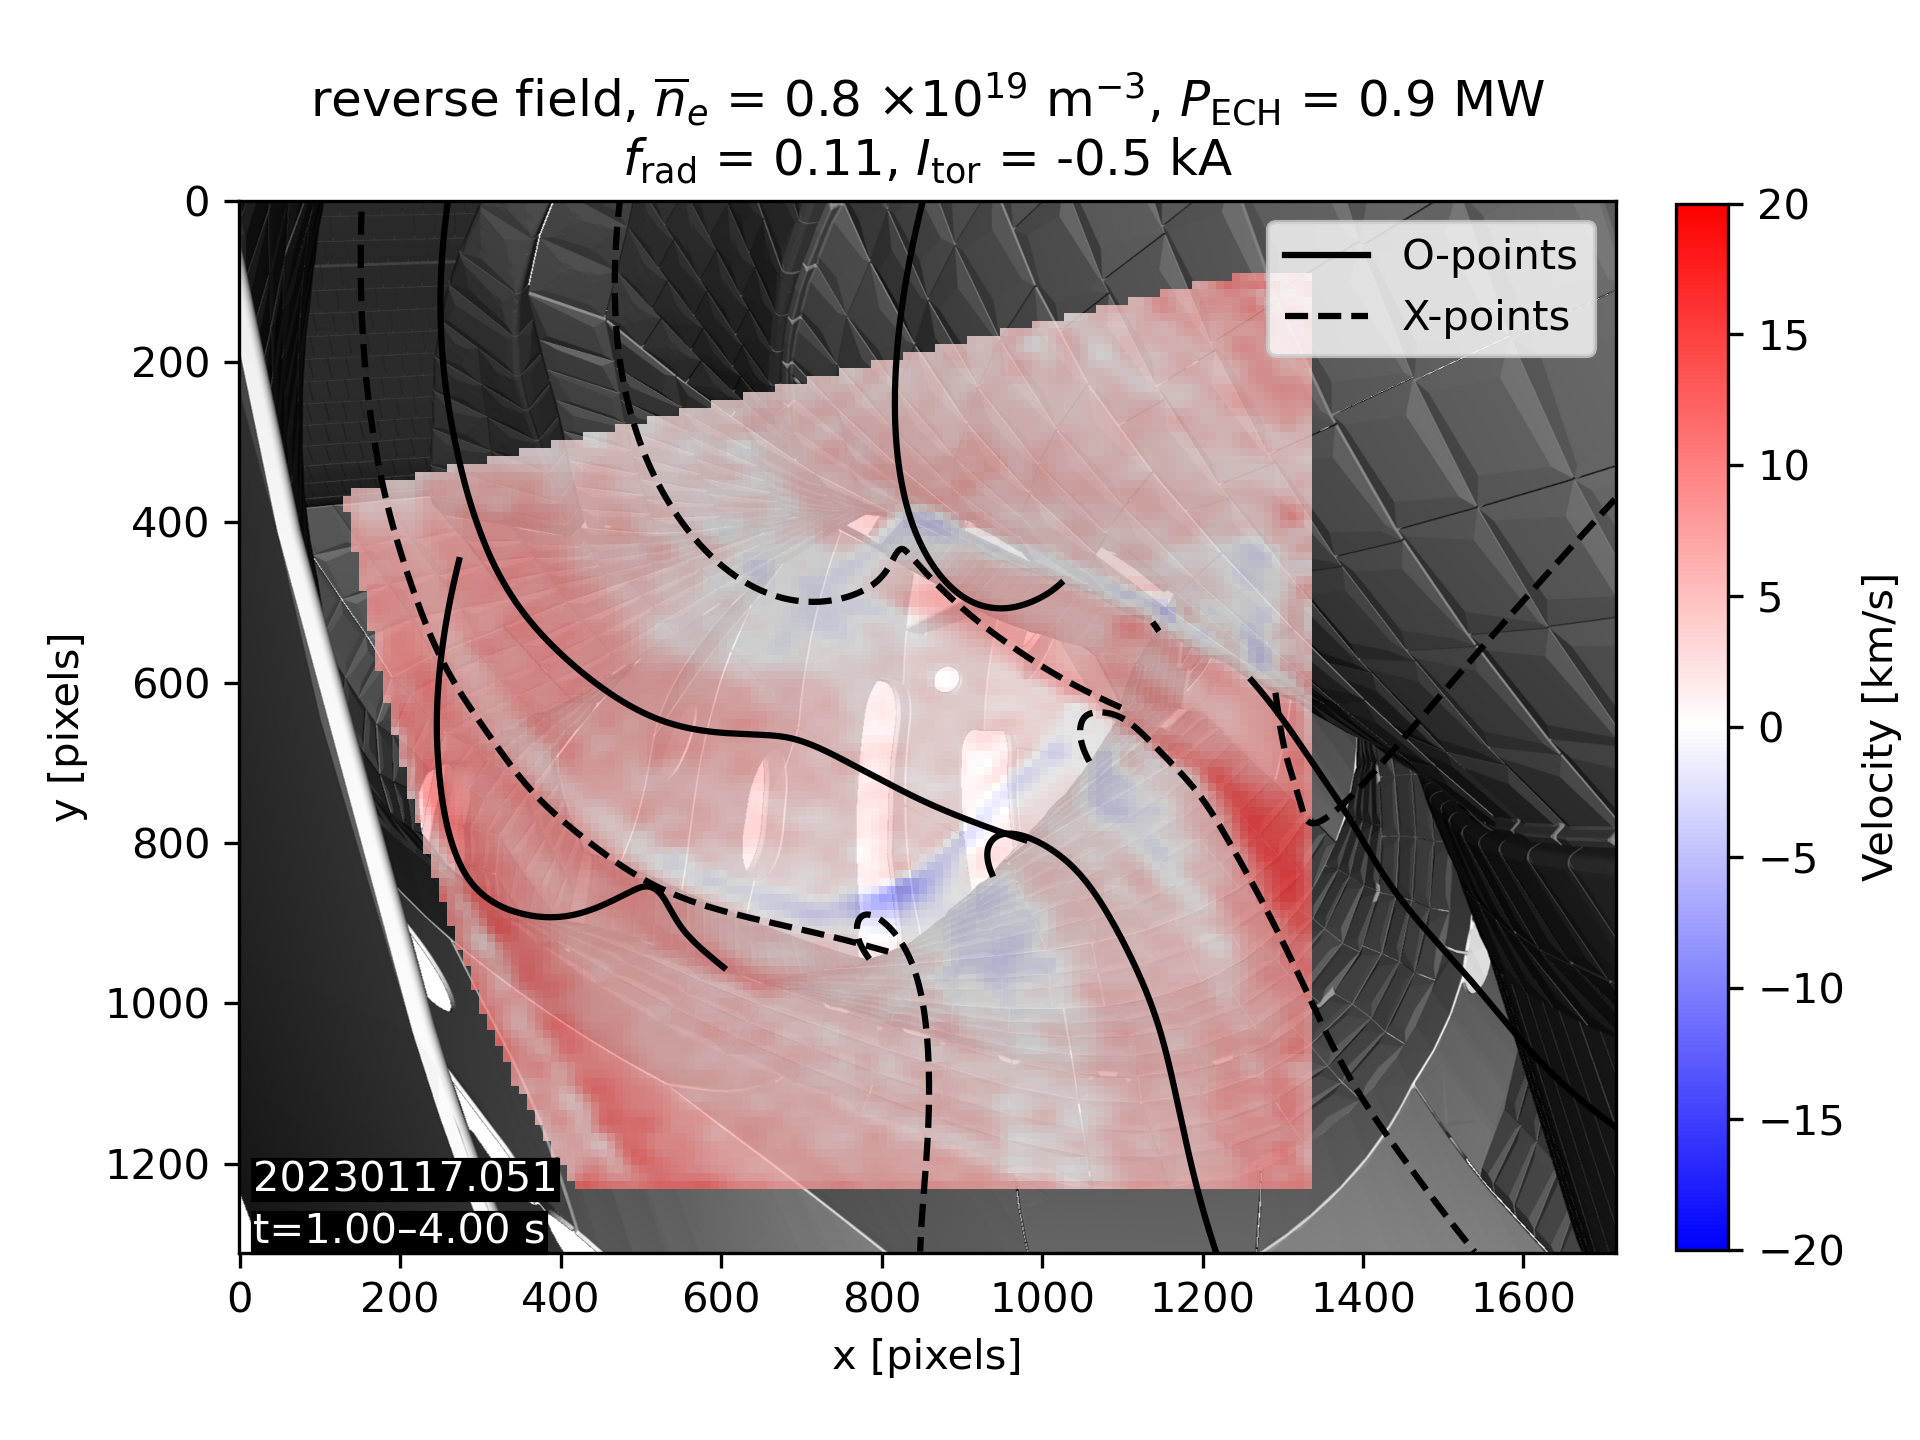 reverse field, n̅e = 0.8 ×10^19 m^−3, P_ECH = 0.9 MW
f_rad = 0.11, I_tor = -0.5 kA
O-points
X-points
0
200
400
600
800
1000
1200
y [pixels]
20230117.051
t=1.00–4.00 s
0 200 400 600 800 1000 1200 1400 1600
x [pixels]
20
15
10
5
0
−5
−10
−15
−20
Velocity [km/s]